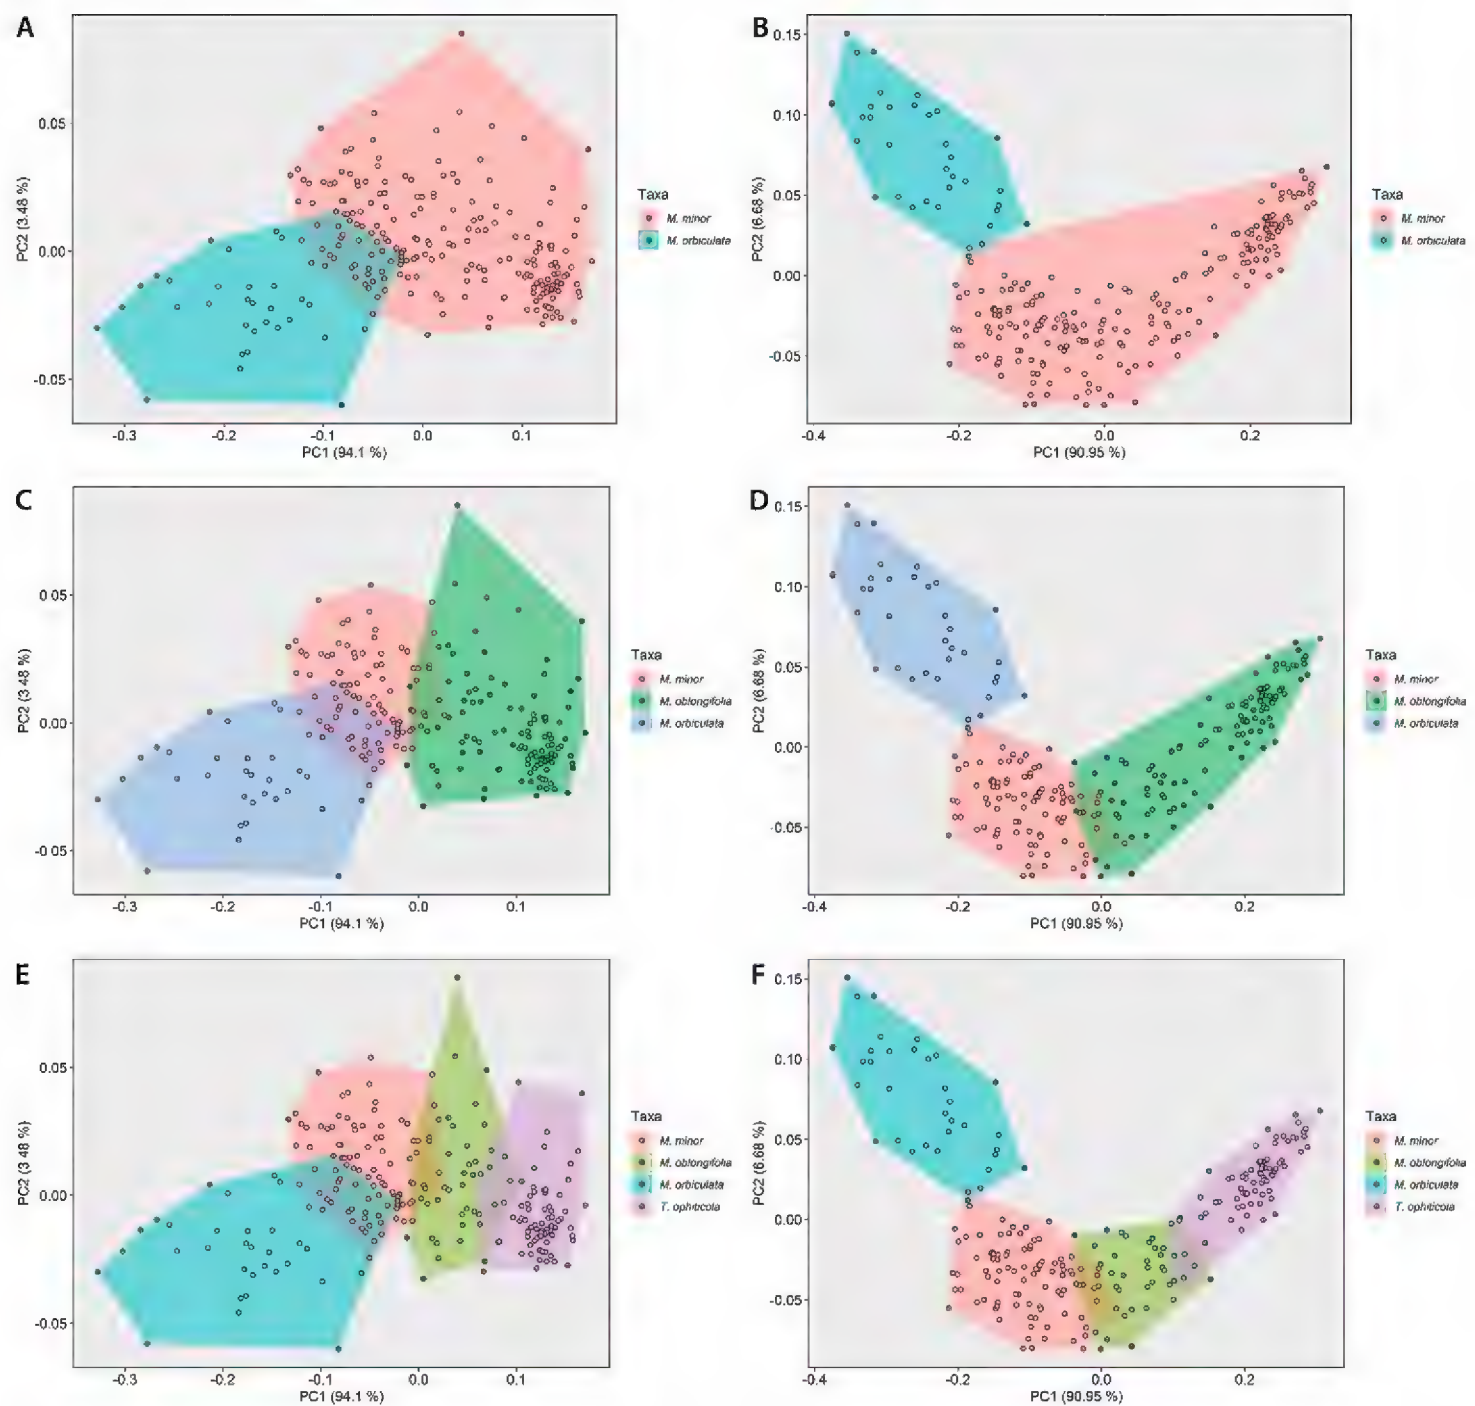 A
0.05
0.00
-0.05
PC2 (3.48 %)
-0.3 -0.2 -0.1 0.0 0.1
PC1 (94.1 %)
Taxa
M. minor
M. orbiculata
B
0.15
0.10
0.05
0.00
-0.05
PC2 (6.68 %)
-0.4 -0.2 0.0 0.2
PC1 (90.95 %)
Taxa
M. minor
M. orbiculata
C
0.05
0.00
-0.05
PC2 (3.48 %)
-0.3 -0.2 -0.1 0.0 0.1
PC1 (94.1 %)
Taxa
M. minor
M. oblongifolia
M. orbiculata
D
0.15
0.10
0.05
0.00
-0.05
PC2 (6.68 %)
-0.4 -0.2 0.0 0.2
PC1 (90.95 %)
Taxa
M. minor
M. oblongifolia
M. orbiculata
E
0.05
0.00
-0.05
PC2 (3.48 %)
-0.3 -0.2 -0.1 0.0 0.1
PC1 (94.1 %)
Taxa
M. minor
M. oblongifolia
M. orbiculata
T. ophiticola
F
0.15
0.10
0.05
0.00
-0.05
PC2 (6.68 %)
-0.4 -0.2 0.0 0.2
PC1 (90.95 %)
Taxa
M. minor
M. oblongifolia
M. orbiculata
T. ophiticola